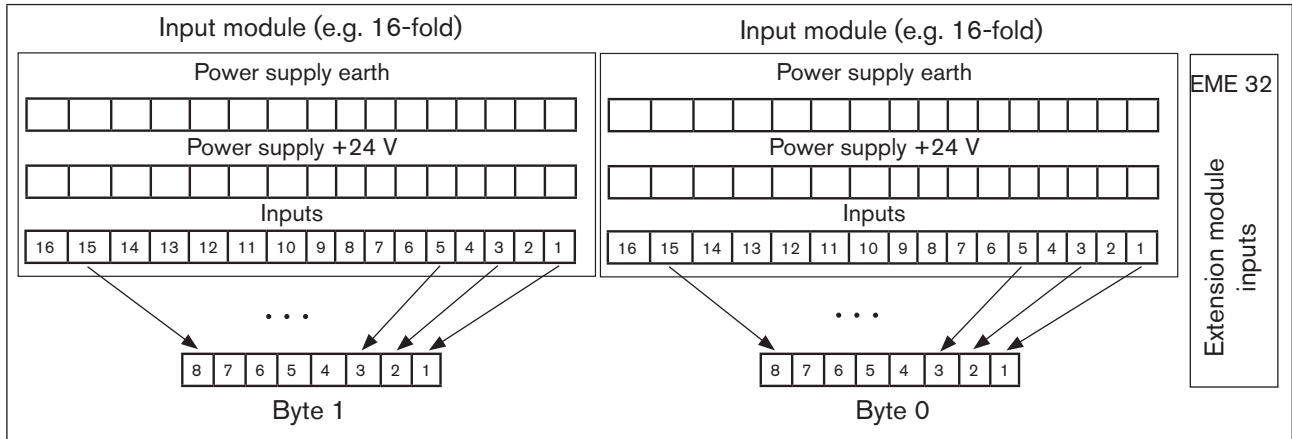 Input module (e.g. 16-fold)
Input module (e.g. 16-fold)
Power supply earth
Power supply earth
EME 32
Power supply +24 V
Power supply +24 V
Inputs
Inputs
16 15 14 13 12 11 10 9 8 7 6 5 4 3 2 1
16 15 14 13 12 11 10 9 8 7 6 5 4 3 2 1
Extension module
inputs
. . .
. . .
8 7 6 5 4 3 2 1
8 7 6 5 4 3 2 1
Byte 1
Byte 0